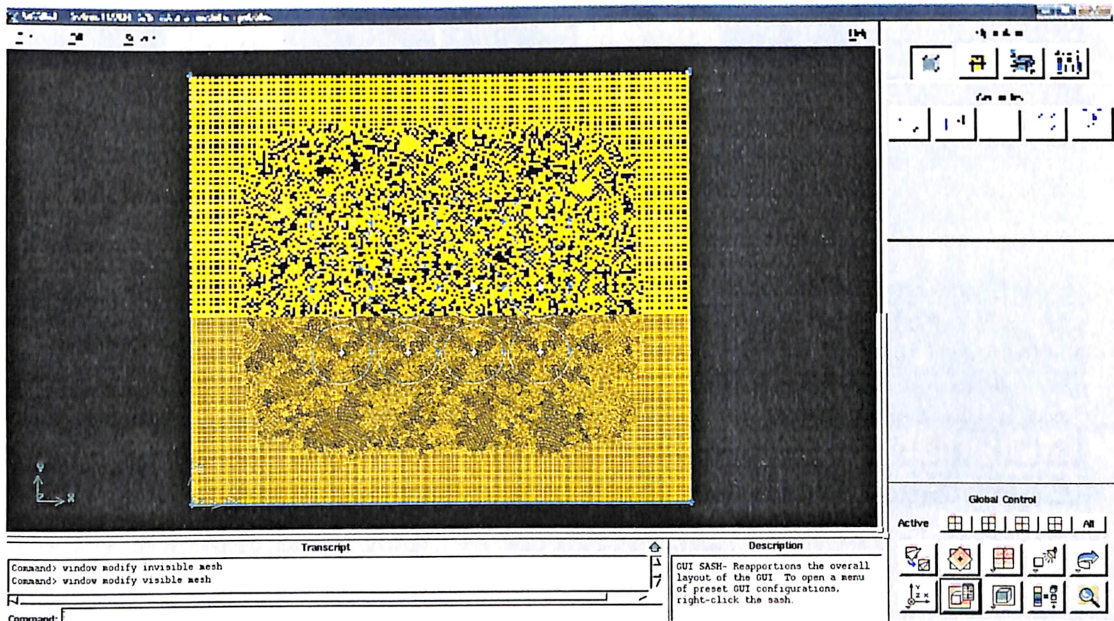 Global Control
Active
All
Transcript
Command> window modify invisible mesh
Command> window modify visible mesh
Command:
Description
GUI SASH- Reapportions the overall
layout of the GUI  To open a menu
of preset GUI configurations,
right-click the sash.
Y
X
Z